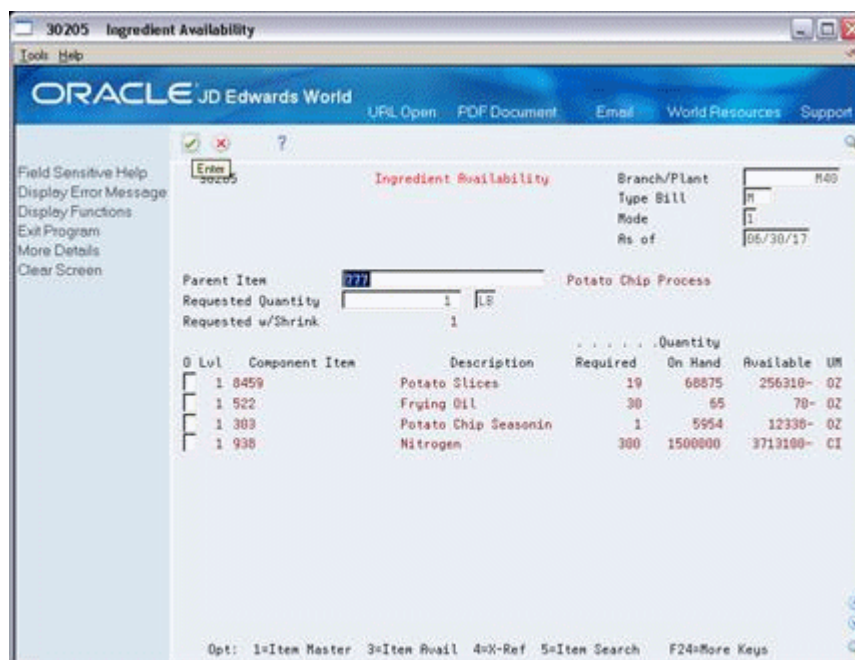 30205 Ingredient Availability
Tools Help
ORACLE JD Edwards World
URL Open PDF Document Email World Resources Support
Enter
30205 Ingredient Availability Branch/Plant M40
Type Bill M
Mode 1
As of 06/30/17
Field Sensitive Help
Display Error Message
Display Functions
Exit Program
More Details
Clear Screen
Parent Item 777 Potato Chip Process
Requested Quantity 1 LB
Requested w/Shrink 1
. . . . . .Quantity
O Lvl Component Item Description Required On Hand Available UM
1 8459 Potato Slices 19 68875 256310- OZ
1 522 Frying Oil 30 65 70- OZ
1 303 Potato Chip Seasonin 1 5954 12338- OZ
1 938 Nitrogen 300 1500000 3713100- CI
Opt: 1=Item Master 3=Item Avail 4=X-Ref 5=Item Search F24=More Keys